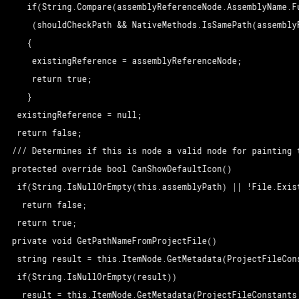 if(String.Compare(assemblyReferenceNode.AssemblyName.Fu
(shouldCheckPath && NativeMethods.IsSamePath(assemblyR
{
existingReference = assemblyReferenceNode;
return true;
}
existingReference = null;
return false;
/// Determines if this is node a valid node for painting t
protected override bool CanShowDefaultIcon()
if(String.IsNullOrEmpty(this.assemblyPath) || !File.Exist
return false;
return true;
private void GetPathNameFromProjectFile()
string result = this.ItemNode.GetMetadata(ProjectFileCons
if(String.IsNullOrEmpty(result))
result = this.ItemNode.GetMetadata(ProjectFileConstants